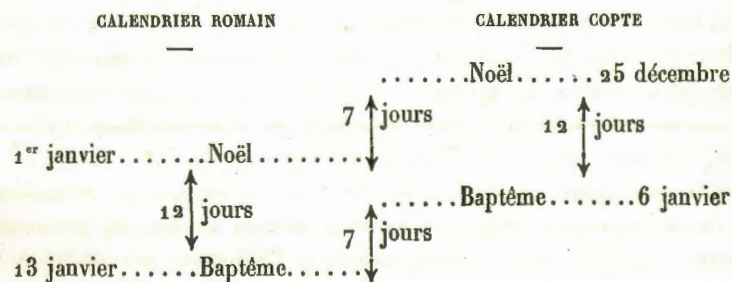 CALENDRIER ROMAIN CALENDRIER COPTE
......Noël...... 25 décembre
7 jours 12 jours
1er janvier.......Noël.........
12 jours ......Baptême.......6 janvier
7 jours
13 janvier......Baptême.......